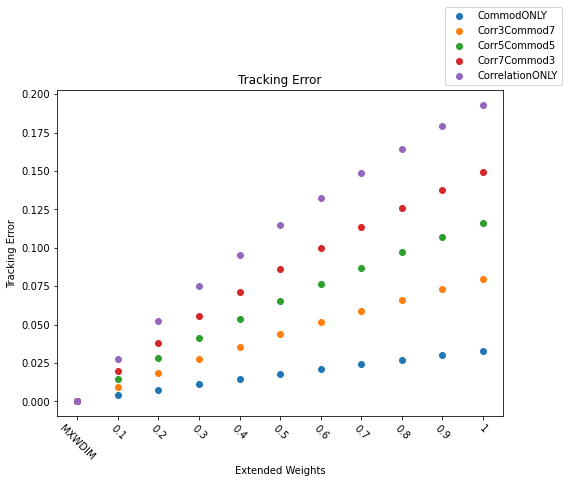 CommodONLY
Corr3Commod7
Corr5Commod5
Corr7Commod3
CorrelationONLY
Tracking Error
0.200
0.175
0.150
0.125
0.100
0.075
0.050
0.025
0.000
Tracking Error
MXWDIM 0.1 0.2 0.3 0.4 0.5 0.6 0.7 0.8 0.9 1
Extended Weights